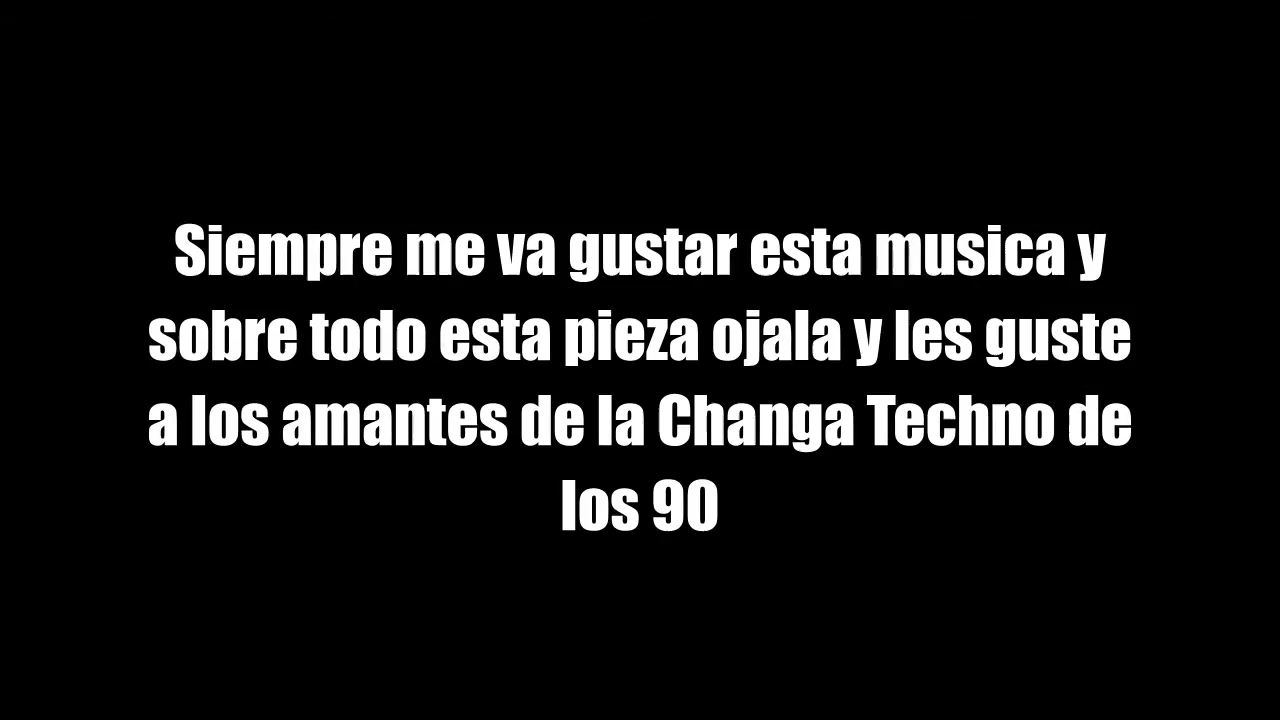 Siempre me va gustar esta musica y
sobre todo esta pieza ojala y les guste
a los amantes de la Changa Techno de
los 90